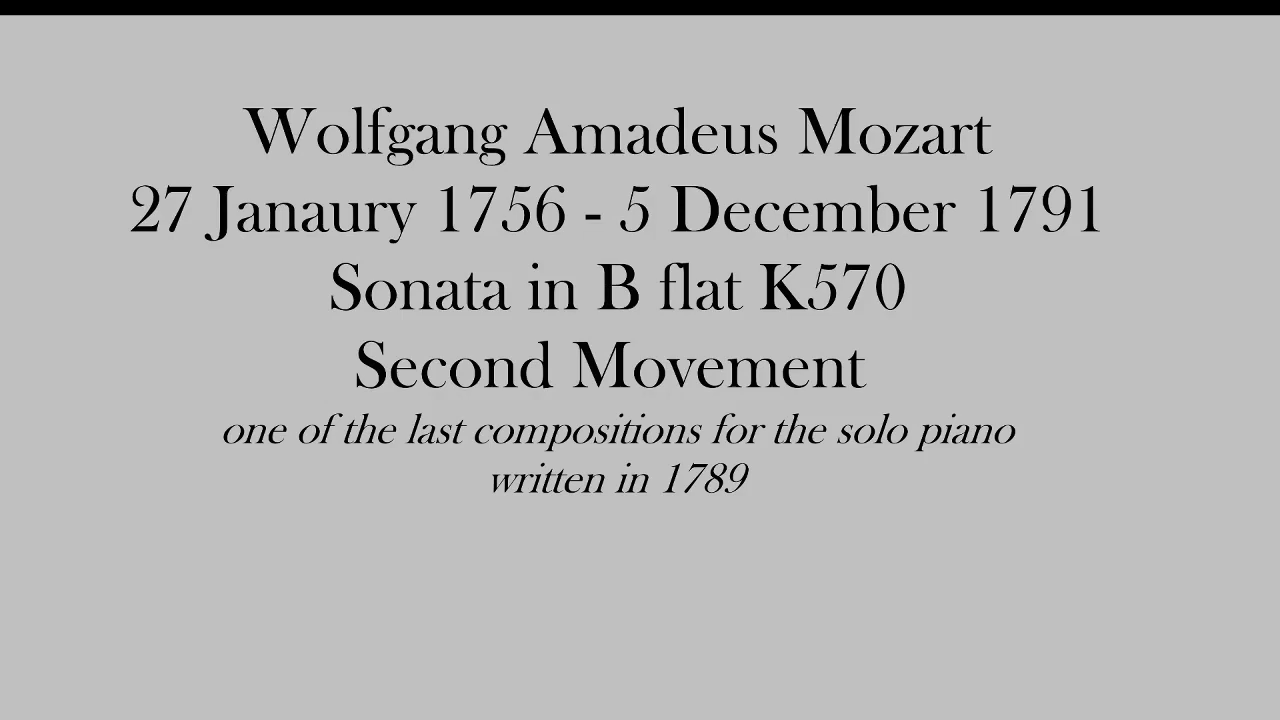 Wolfgang Amadeus Mozart
27 Janaury 1756 - 5 December 1791
Sonata in B flat K570
Second Movement
one of the last compositions for the solo piano
written in 1789